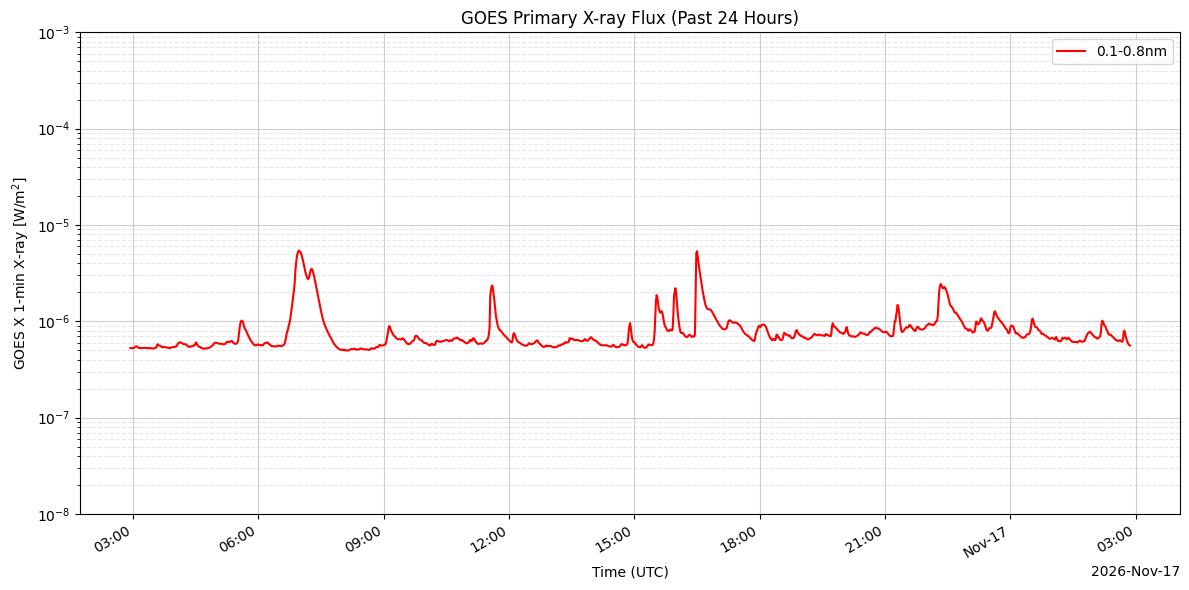 GOES Primary X-ray Flux (Past 24 Hours)
0.1-0.8nm
GOES X 1-min X-ray [W/m²]
10⁻³
10⁻⁴
10⁻⁵
10⁻⁶
10⁻⁷
10⁻⁸
03:00
06:00
09:00
12:00
15:00
18:00
21:00
Nov-17
03:00
Time (UTC)
2026-Nov-17